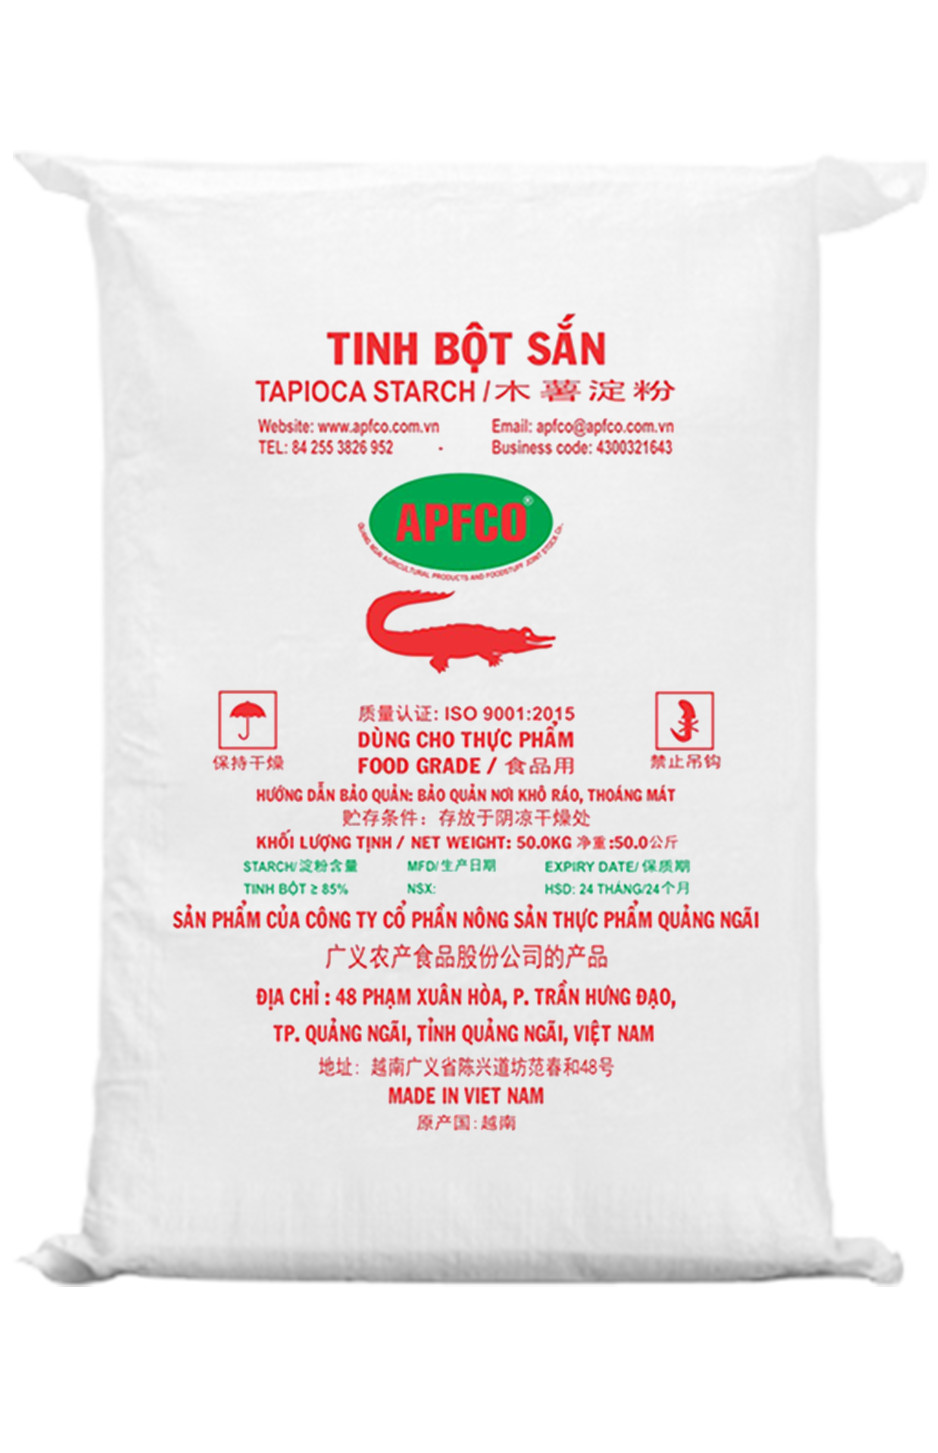 TINH BỘT SẮN
TAPIOCA STARCH / 木薯淀粉
Website: www.apfco.com.vn Email: apfco@apfco.com.vn
TEL: 84 255 3826 952 - Business code: 4300321643
APFCO®
QUANG NGAI AGRICULTURAL PRODUCTS AND FOODSTUFF JOINT STOCK Co.,
质量认证: ISO 9001:2015
DÙNG CHO THỰC PHẨM
FOOD GRADE / 食品用
保持干燥
禁止吊钩
HƯỚNG DẪN BẢO QUẢN: BẢO QUẢN NƠI KHÔ RÁO, THOÁNG MÁT
贮存条件：存放于阴凉干燥处
KHỐI LƯỢNG TỊNH / NET WEIGHT: 50.0KG 净重:50.0公斤
STARCH/淀粉含量 MFD/生产日期 EXPIRY DATE/保质期
TINH BỘT ≥ 85% NSX: HSD: 24 THÁNG/24个月
SẢN PHẨM CỦA CÔNG TY CỔ PHẦN NÔNG SẢN THỰC PHẨM QUẢNG NGÃI
广义农产食品股份公司的产品
ĐỊA CHỈ : 48 PHẠM XUÂN HÒA, P. TRẦN HƯNG ĐẠO,
TP. QUẢNG NGÃI, TỈNH QUẢNG NGÃI, VIỆT NAM
地址：越南广义省陈兴道坊范春和48号
MADE IN VIET NAM
原产国:越南